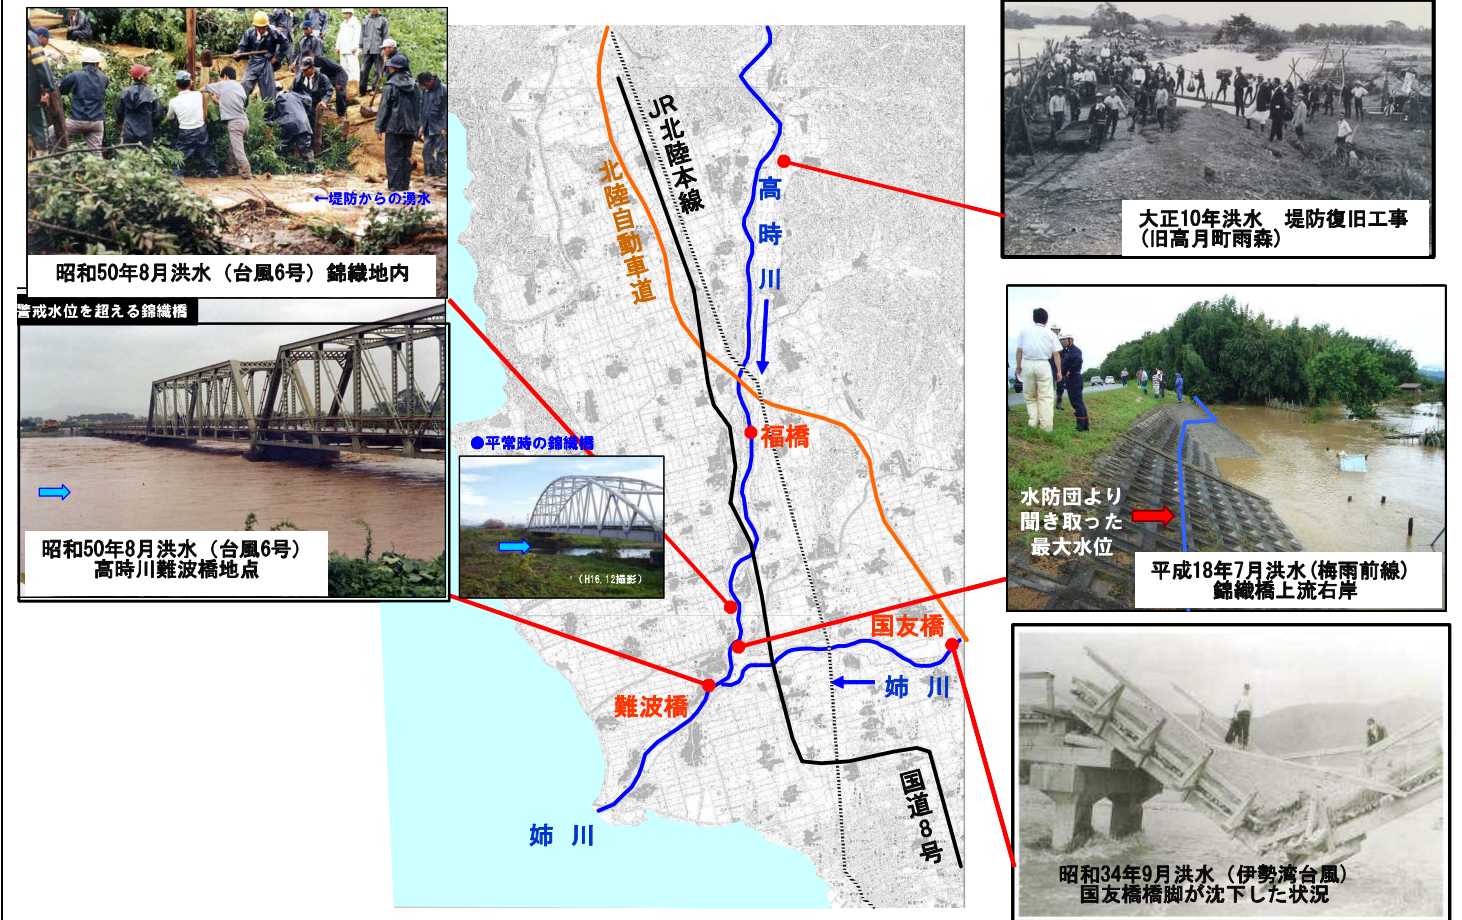 ←堤防からの湧水
昭和50年8月洪水（台風6号）錦織地内
警戒水位を超える錦織橋
昭和50年8月洪水（台風6号）
高時川難波橋地点
●平常時の錦織橋
（H16.12撮影）
JR北陸本線
北陸自動車道
高時川
福橋
国友橋
姉川
難波橋
姉川
国道8号
大正10年洪水　堤防復旧工事
（旧高月町雨森）
水防団より
聞き取った
最大水位
平成18年7月洪水(梅雨前線)
錦織橋上流右岸
昭和34年9月洪水（伊勢湾台風）
国友橋橋脚が沈下した状況